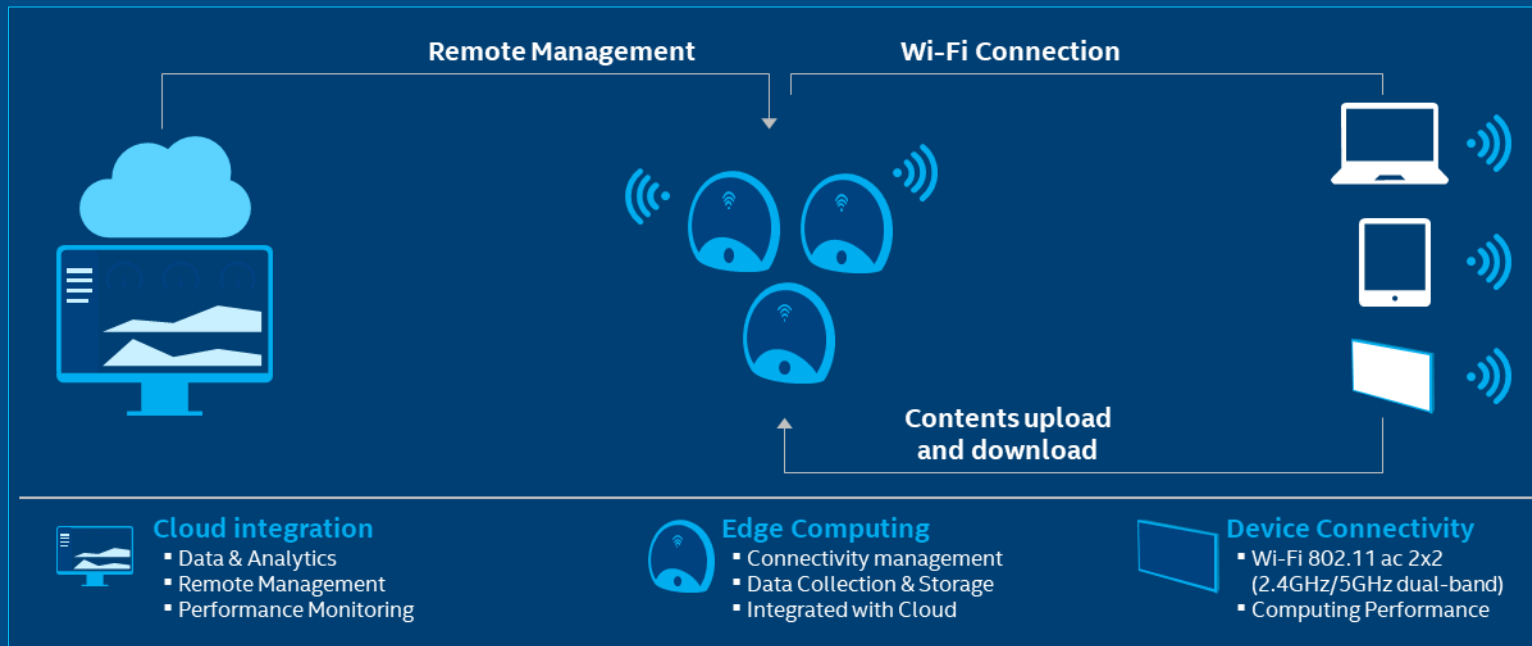 Remote Management
Wi-Fi Connection
Contents upload
and download
Cloud integration
▪ Data & Analytics
▪ Remote Management
▪ Performance Monitoring
Edge Computing
▪ Connectivity management
▪ Data Collection & Storage
▪ Integrated with Cloud
Device Connectivity
▪ Wi-Fi 802.11 ac 2x2
(2.4GHz/5GHz dual-band)
▪ Computing Performance